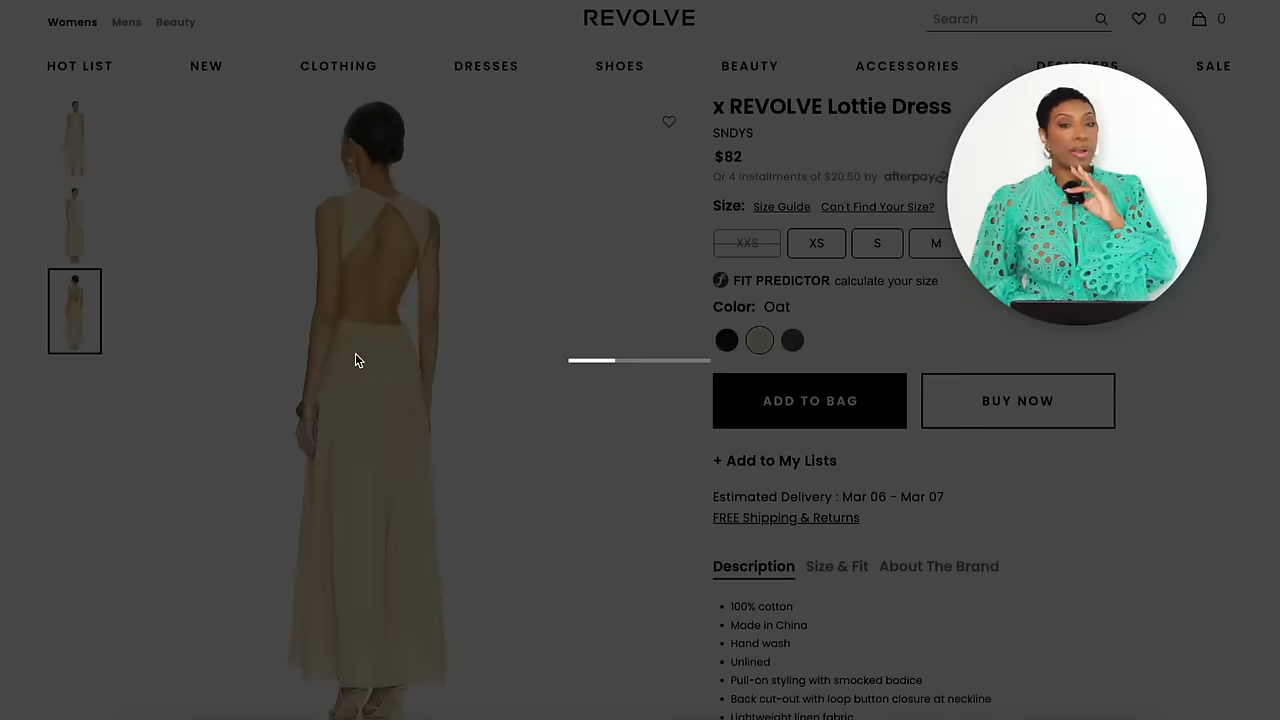 Womens Mens Beauty
REVOLVE
Search
0
0
HOT LIST NEW CLOTHING DRESSES SHOES BEAUTY ACCESSORIES DESIGNERS SALE
x REVOLVE Lottie Dress
SNDYS
$82
Or 4 installments of $20.50 by afterpay
Size: Size Guide Can't Find Your Size?
XXS XS S M
f FIT PREDICTOR calculate your size
Color: Oat
ADD TO BAG BUY NOW
+ Add to My Lists
Estimated Delivery : Mar 06 - Mar 07
FREE Shipping & Returns
Description Size & Fit About The Brand
• 100% cotton
• Made in China
• Hand wash
• Unlined
• Pull-on styling with smocked bodice
• Back cut-out with loop button closure at neckline
• Lightweight linen fabric